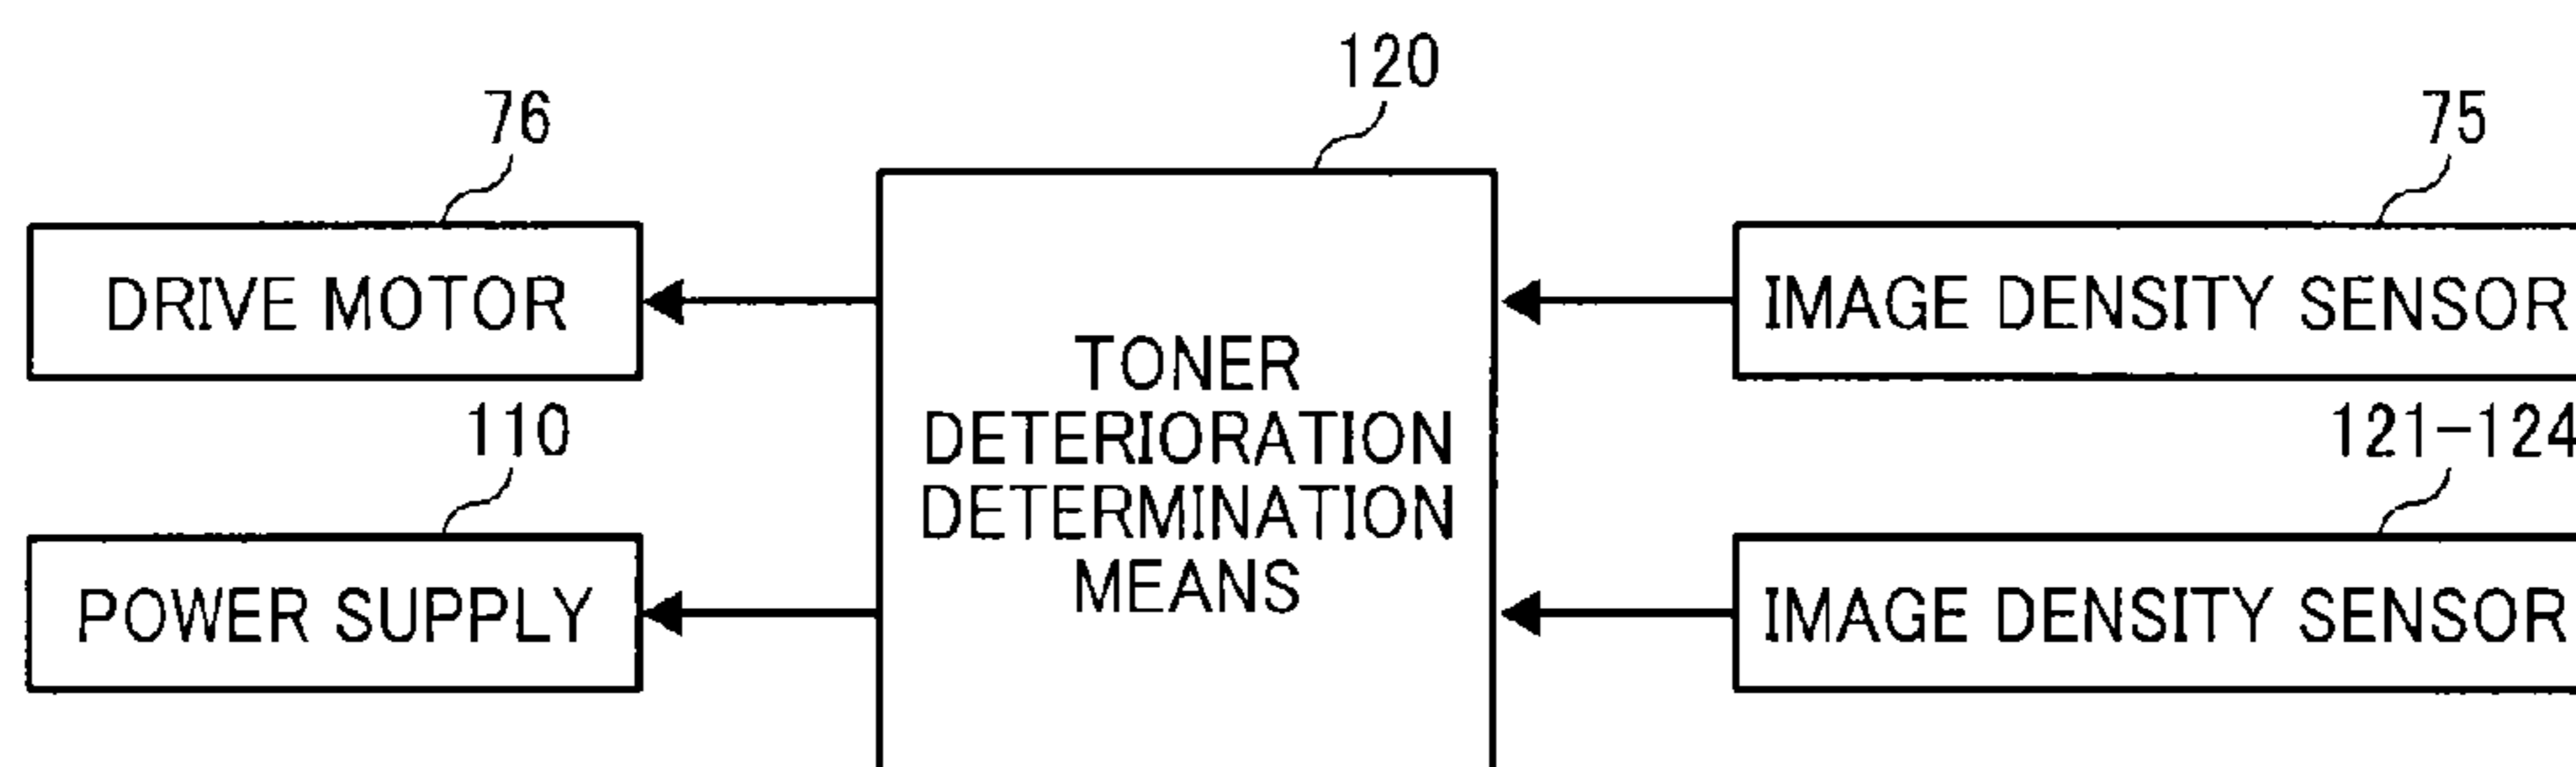 120
76
75
DRIVE MOTOR
IMAGE DENSITY SENSOR
TONER
DETERIORATION
DETERMINATION
MEANS
110
121-124
POWER SUPPLY
IMAGE DENSITY SENSOR